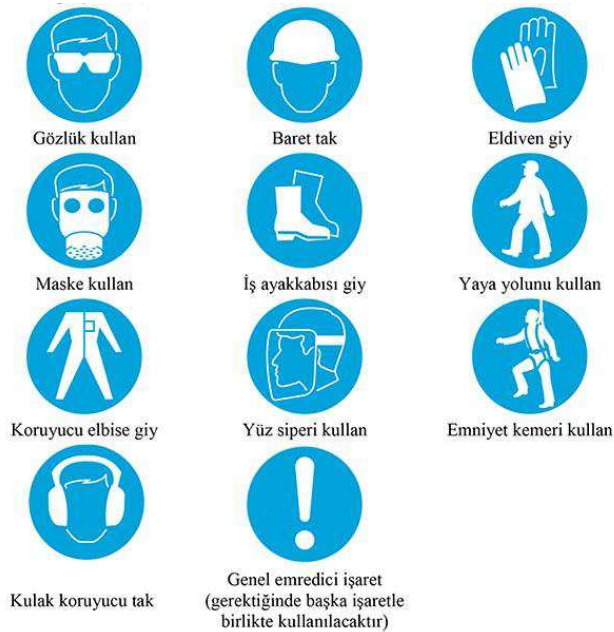 Gözlük kullan
Baret tak
Eldiven giy
Maske kullan
İş ayakkabısı giy
Yaya yolunu kullan
Koruyucu elbise giy
Yüz siperi kullan
Emniyet kemeri kullan
Kulak koruyucu tak
Genel emredici işaret
(gerektiğinde başka işaretle
birlikte kullanılacaktır)